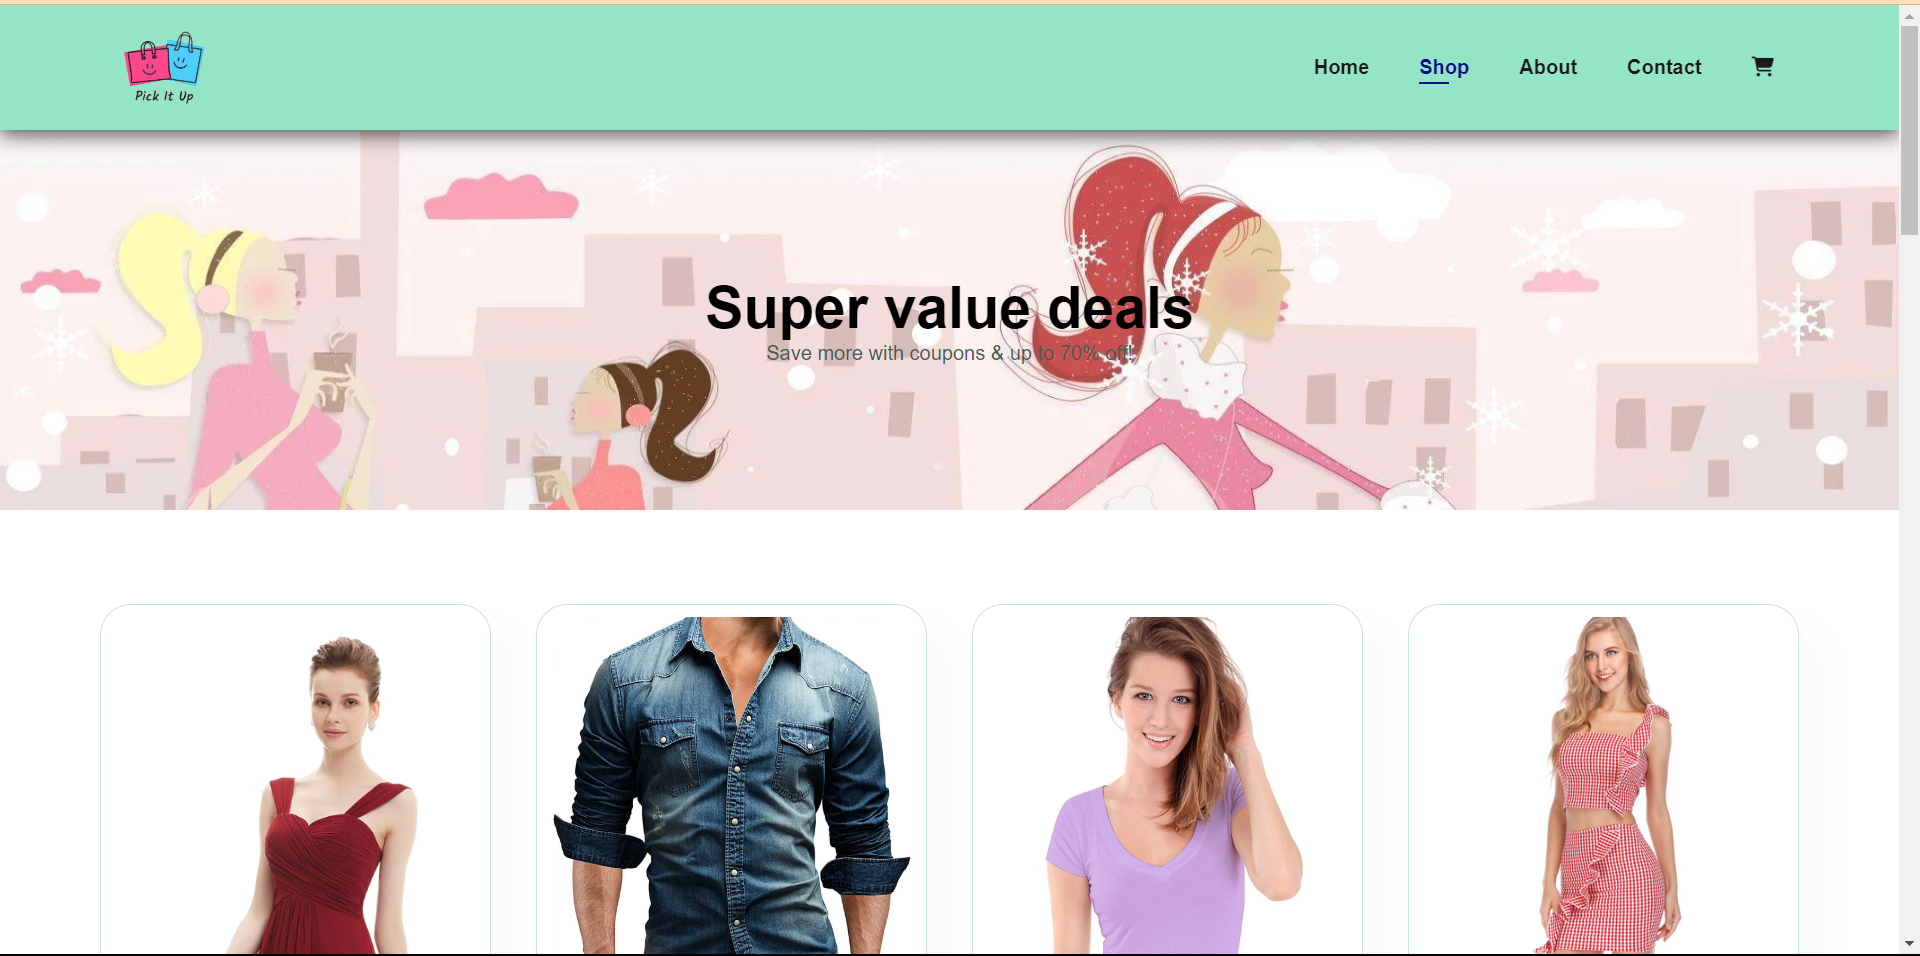 Pick It Up
Home Shop About Contact
Super value deals
Save more with coupons & up to 70% off!